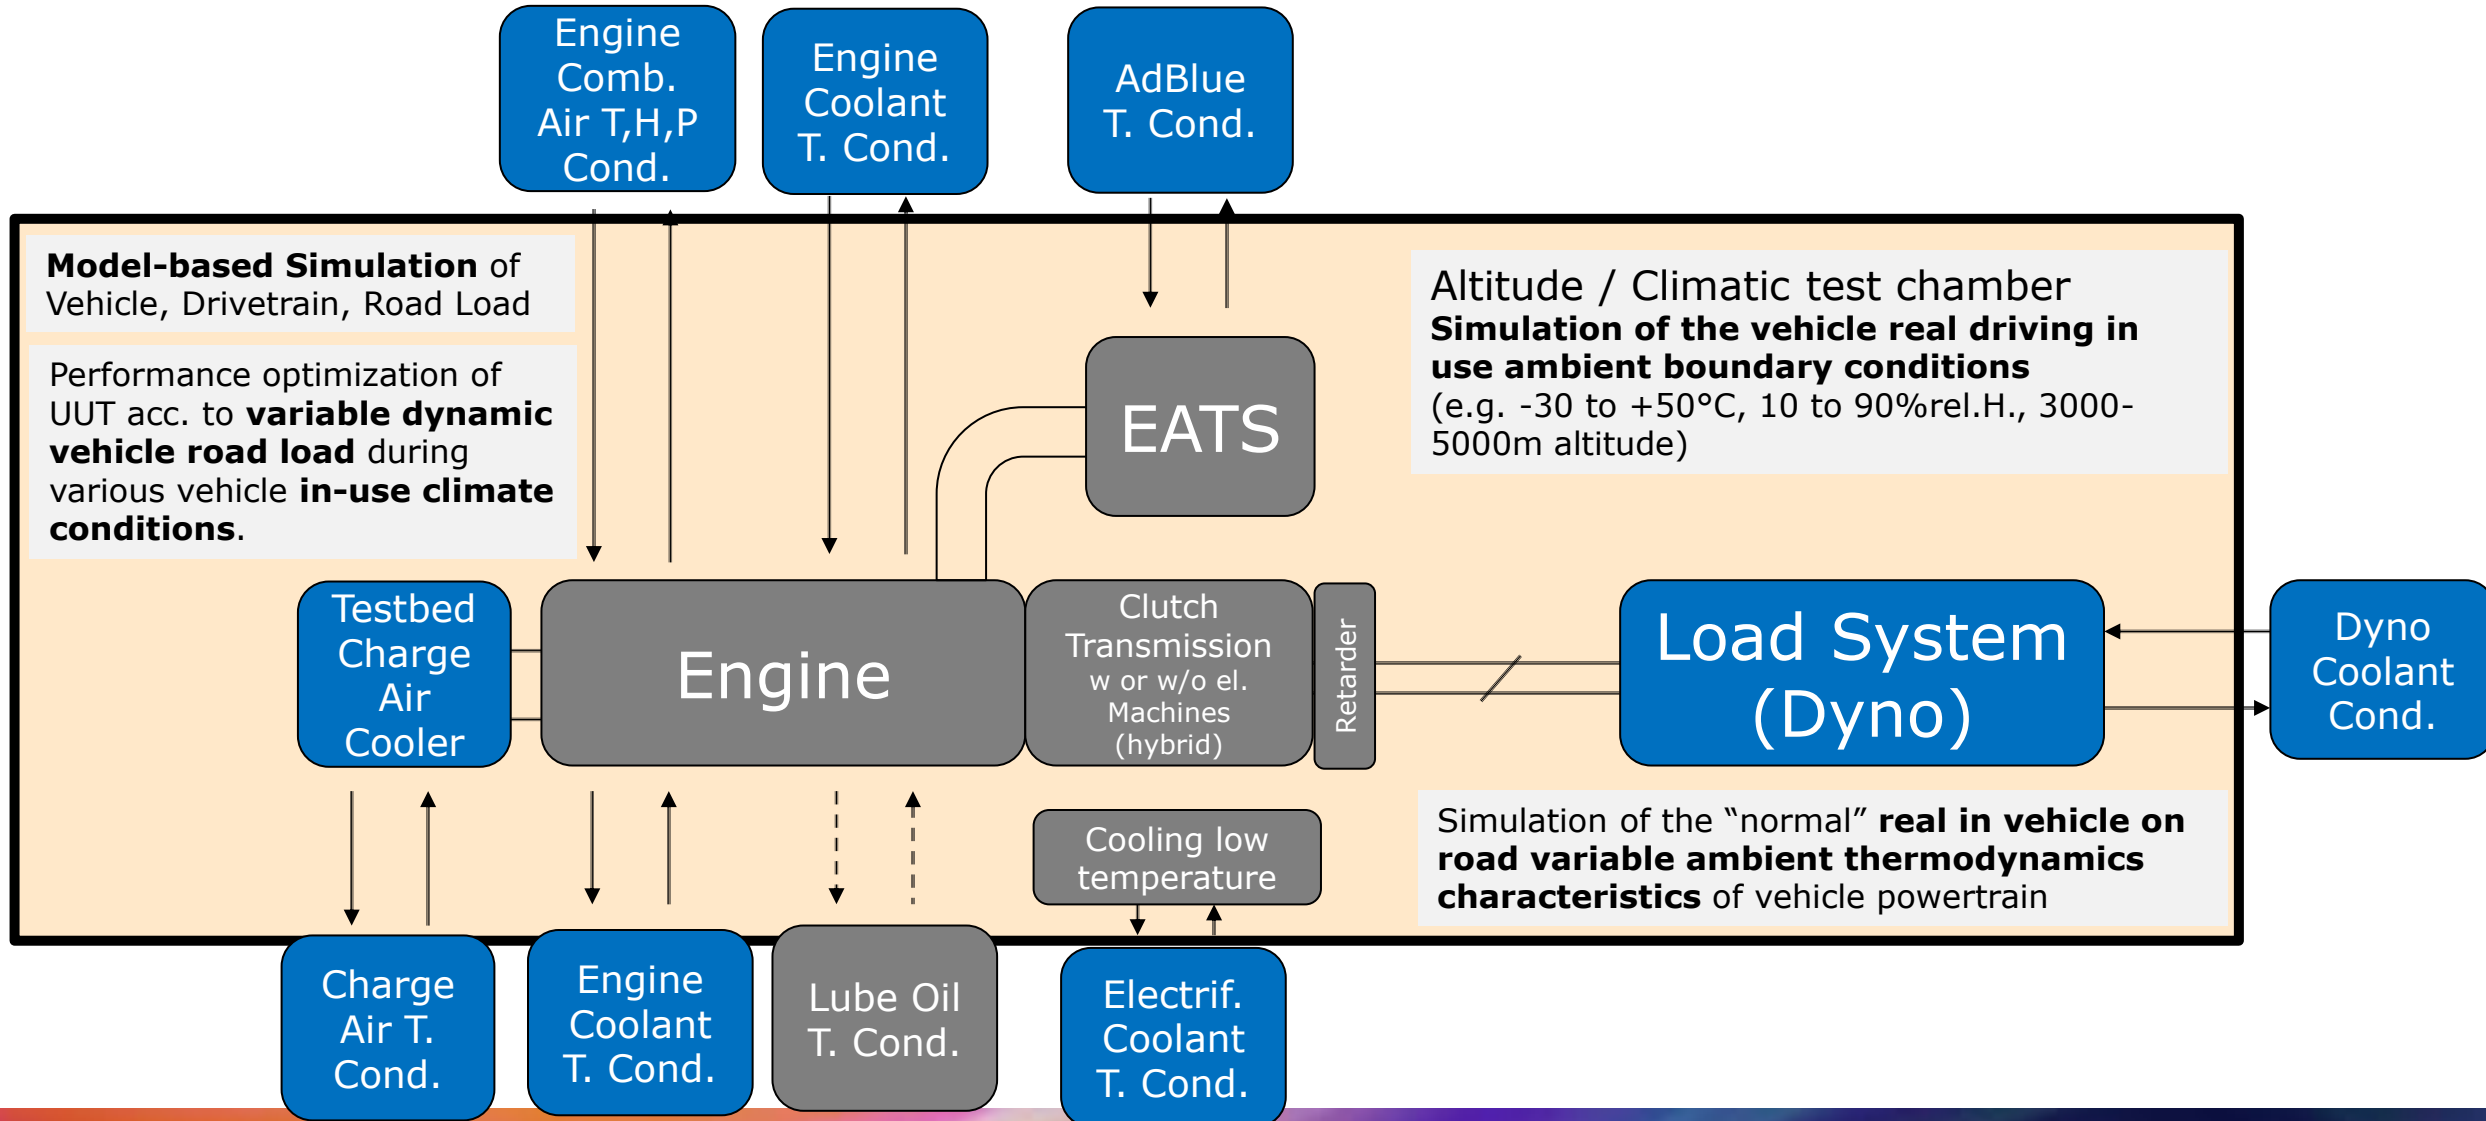 Engine
Comb.
Air T,H,P
Cond.
Engine
Coolant
T. Cond.
AdBlue
T. Cond.
Model-based Simulation of
Vehicle, Drivetrain, Road Load
Performance optimization of
UUT acc. to variable dynamic
vehicle road load during
various vehicle in-use climate
conditions.
Altitude / Climatic test chamber
Simulation of the vehicle real driving in
use ambient boundary conditions
(e.g. -30 to +50°C, 10 to 90%rel.H., 3000-
5000m altitude)
EATS
Testbed
Charge
Air
Cooler
Engine
Clutch
Transmission
w or w/o el.
Machines
(hybrid)
Retarder
Load System
(Dyno)
Dyno
Coolant
Cond.
Cooling low
temperature
Simulation of the “normal” real in vehicle on
road variable ambient thermodynamics
characteristics of vehicle powertrain
Charge
Air T.
Cond.
Engine
Coolant
T. Cond.
Lube Oil
T. Cond.
Electrif.
Coolant
T. Cond.